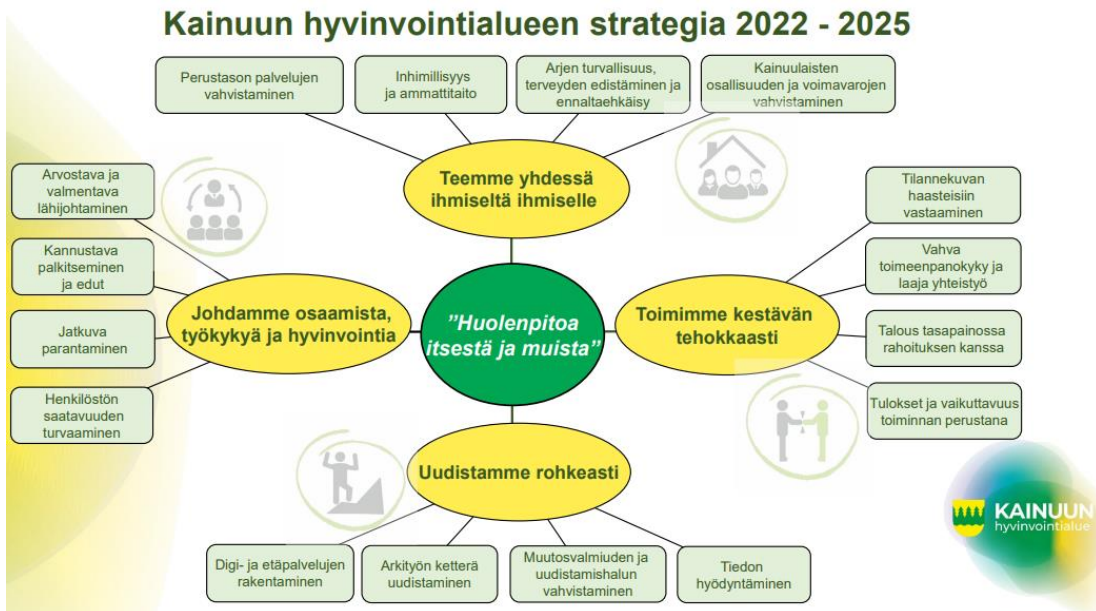 Kainuun hyvinvointialueen strategia 2022 - 2025
Perustason palvelujen
vahvistaminen
Inhimillisyys
ja ammattitaito
Arjen turvallisuus,
terveyden edistäminen ja
ennaltaehkäisy
Kainuulaisten
osallisuuden ja voimavarojen
vahvistaminen
Teemme yhdessä
ihmiseltä ihmiselle
Arvostava ja
valmentava
lähijohtaminen
Kannustava
palkitseminen
ja edut
Jatkuva
parantaminen
Henkilöstön
saatavuuden
turvaaminen
Johdamme osaamista,
työkykyä ja hyvinvointia
”Huolenpitoa
itsestä ja muista”
Toimimme kestävän
tehokkaasti
Tilannekuvan
haasteisiin
vastaaminen
Vahva
toimeenpanokyky ja
laaja yhteistyö
Talous tasapainossa
rahoituksen kanssa
Tulokset ja vaikuttavuus
toiminnan perustana
Uudistamme rohkeasti
Digi- ja etäpalvelujen
rakentaminen
Arkityön ketterä
uudistaminen
Muutosvalmiuden ja
uudistamishalun
vahvistaminen
Tiedon
hyödyntäminen
KAINUUN
hyvinvointialue